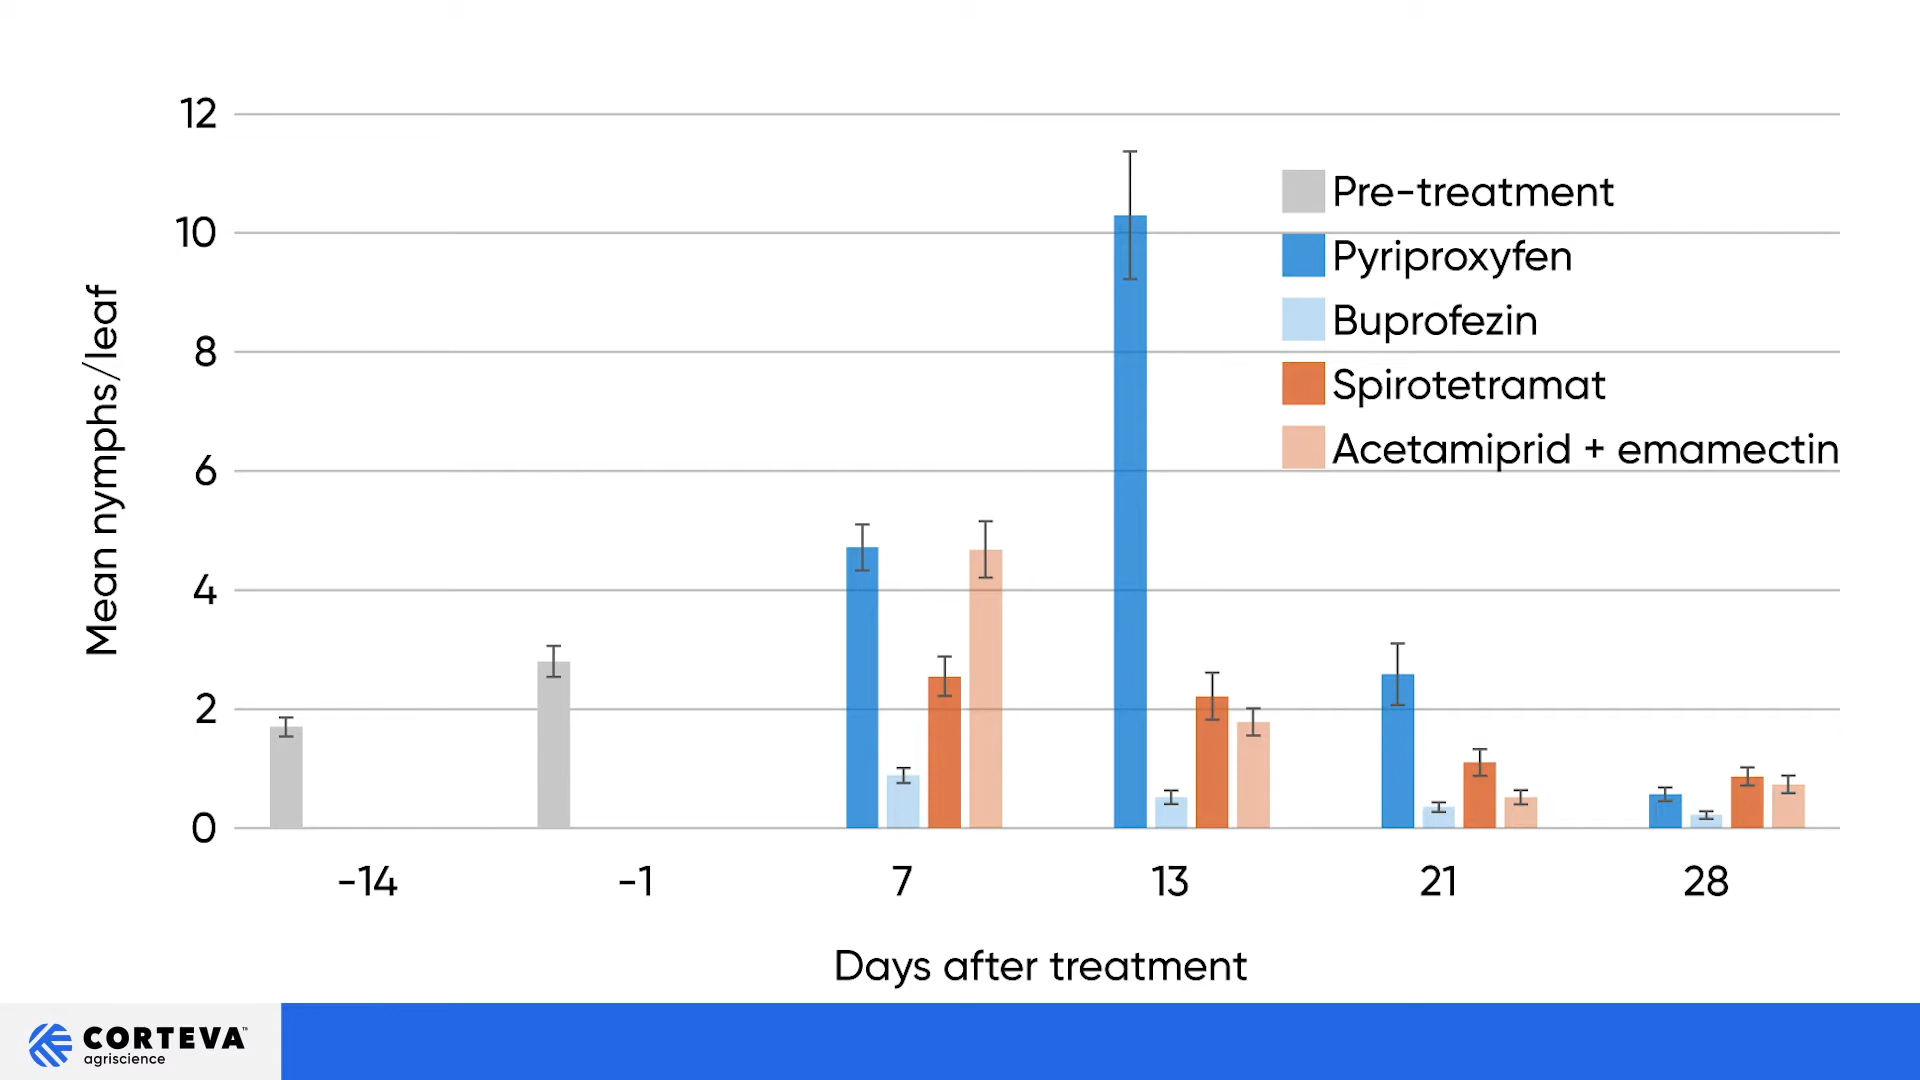 12
10
8
6
4
2
0
Mean nymphs/leaf
Pre-treatment
Pyriproxyfen
Buprofezin
Spirotetramat
Acetamiprid + emamectin
-14
-1
7
13
21
28
Days after treatment
CORTEVA™
agriscience